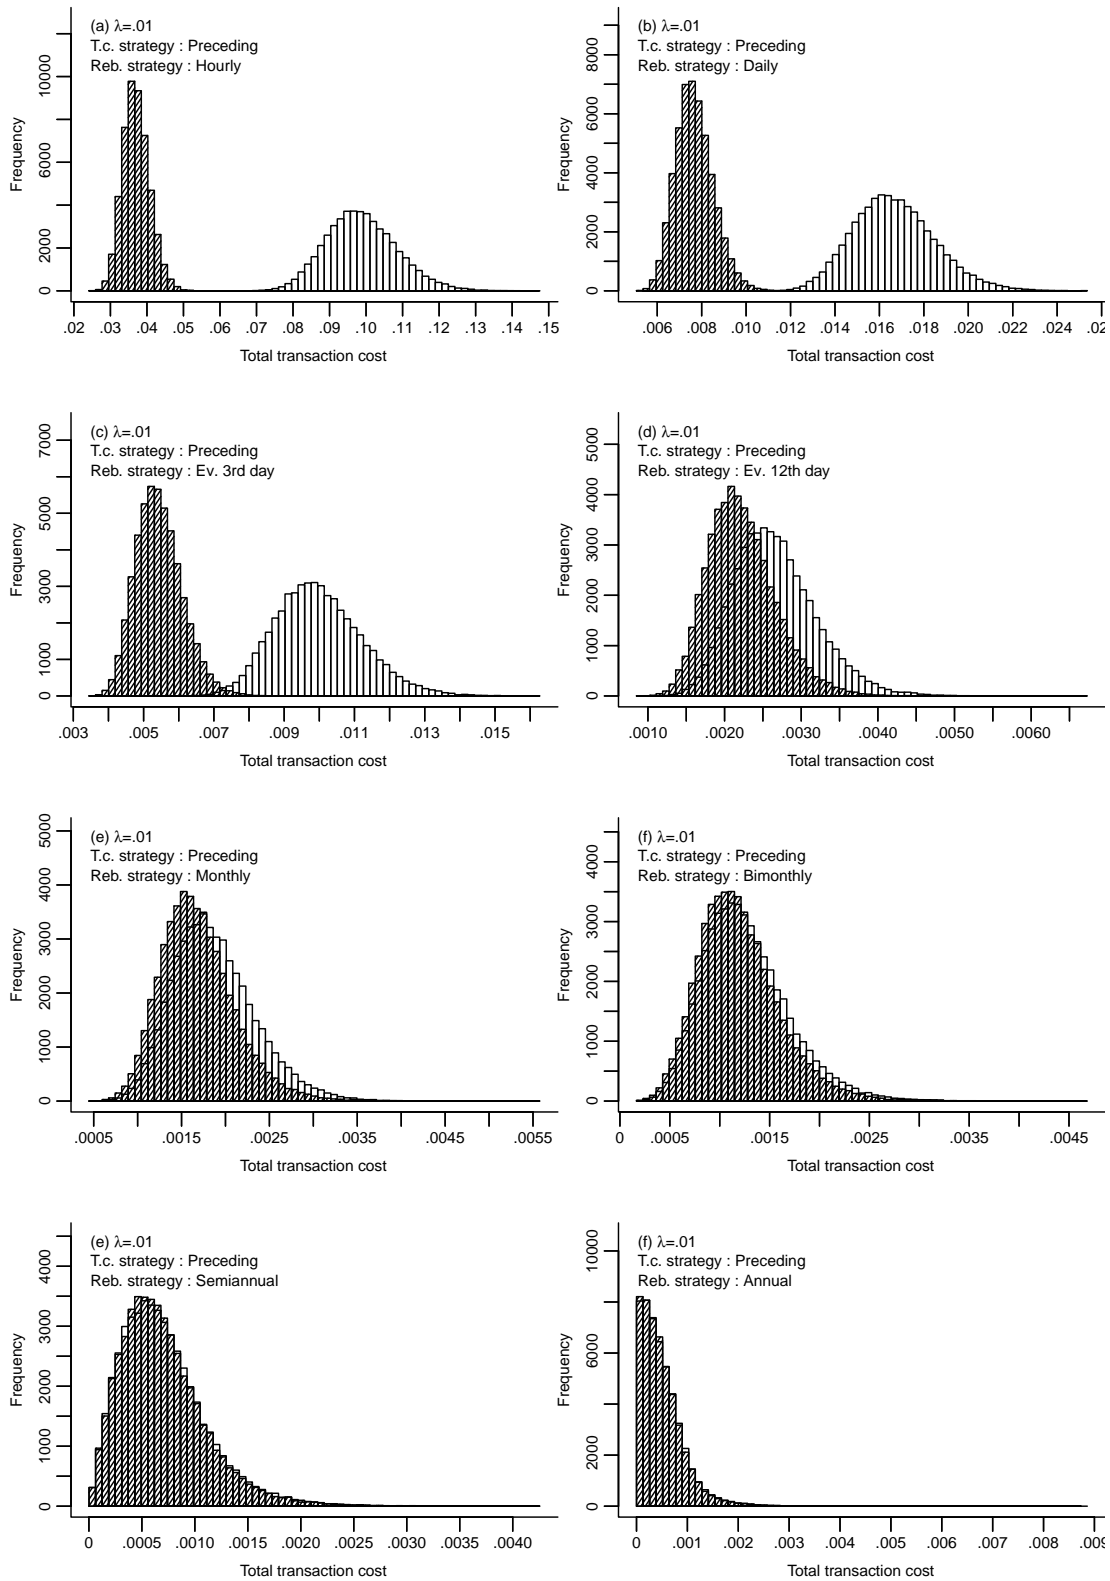 (a) λ=.01
T.c. strategy : Preceding
Reb. strategy : Hourly
Frequency
0 2000 6000 10000
.02 .03 .04 .05 .06 .07 .08 .09 .10 .11 .12 .13 .14 .15
Total transaction cost
(b) λ=.01
T.c. strategy : Preceding
Reb. strategy : Daily
Frequency
0 2000 4000 6000 8000
.006 .008 .010 .012 .014 .016 .018 .020 .022 .024 .02
Total transaction cost
(c) λ=.01
T.c. strategy : Preceding
Reb. strategy : Ev. 3rd day
Frequency
0 1000 3000 5000 7000
.003 .005 .007 .009 .011 .013 .015
Total transaction cost
(d) λ=.01
T.c. strategy : Preceding
Reb. strategy : Ev. 12th day
Frequency
0 1000 2000 3000 4000 5000
.0010 .0020 .0030 .0040 .0050 .0060
Total transaction cost
(e) λ=.01
T.c. strategy : Preceding
Reb. strategy : Monthly
Frequency
0 1000 2000 3000 4000 5000
.0005 .0015 .0025 .0035 .0045 .0055
Total transaction cost
(f) λ=.01
T.c. strategy : Preceding
Reb. strategy : Bimonthly
Frequency
0 1000 2000 3000 4000
0 .0005 .0015 .0025 .0035 .0045
Total transaction cost
(e) λ=.01
T.c. strategy : Preceding
Reb. strategy : Semiannual
Frequency
0 1000 2000 3000 4000
0 .0005 .0010 .0015 .0020 .0025 .0030 .0040
Total transaction cost
(f) λ=.01
T.c. strategy : Preceding
Reb. strategy : Annual
Frequency
0 2000 6000 10000
0 .001 .002 .003 .004 .005 .006 .007 .008 .009
Total transaction cost